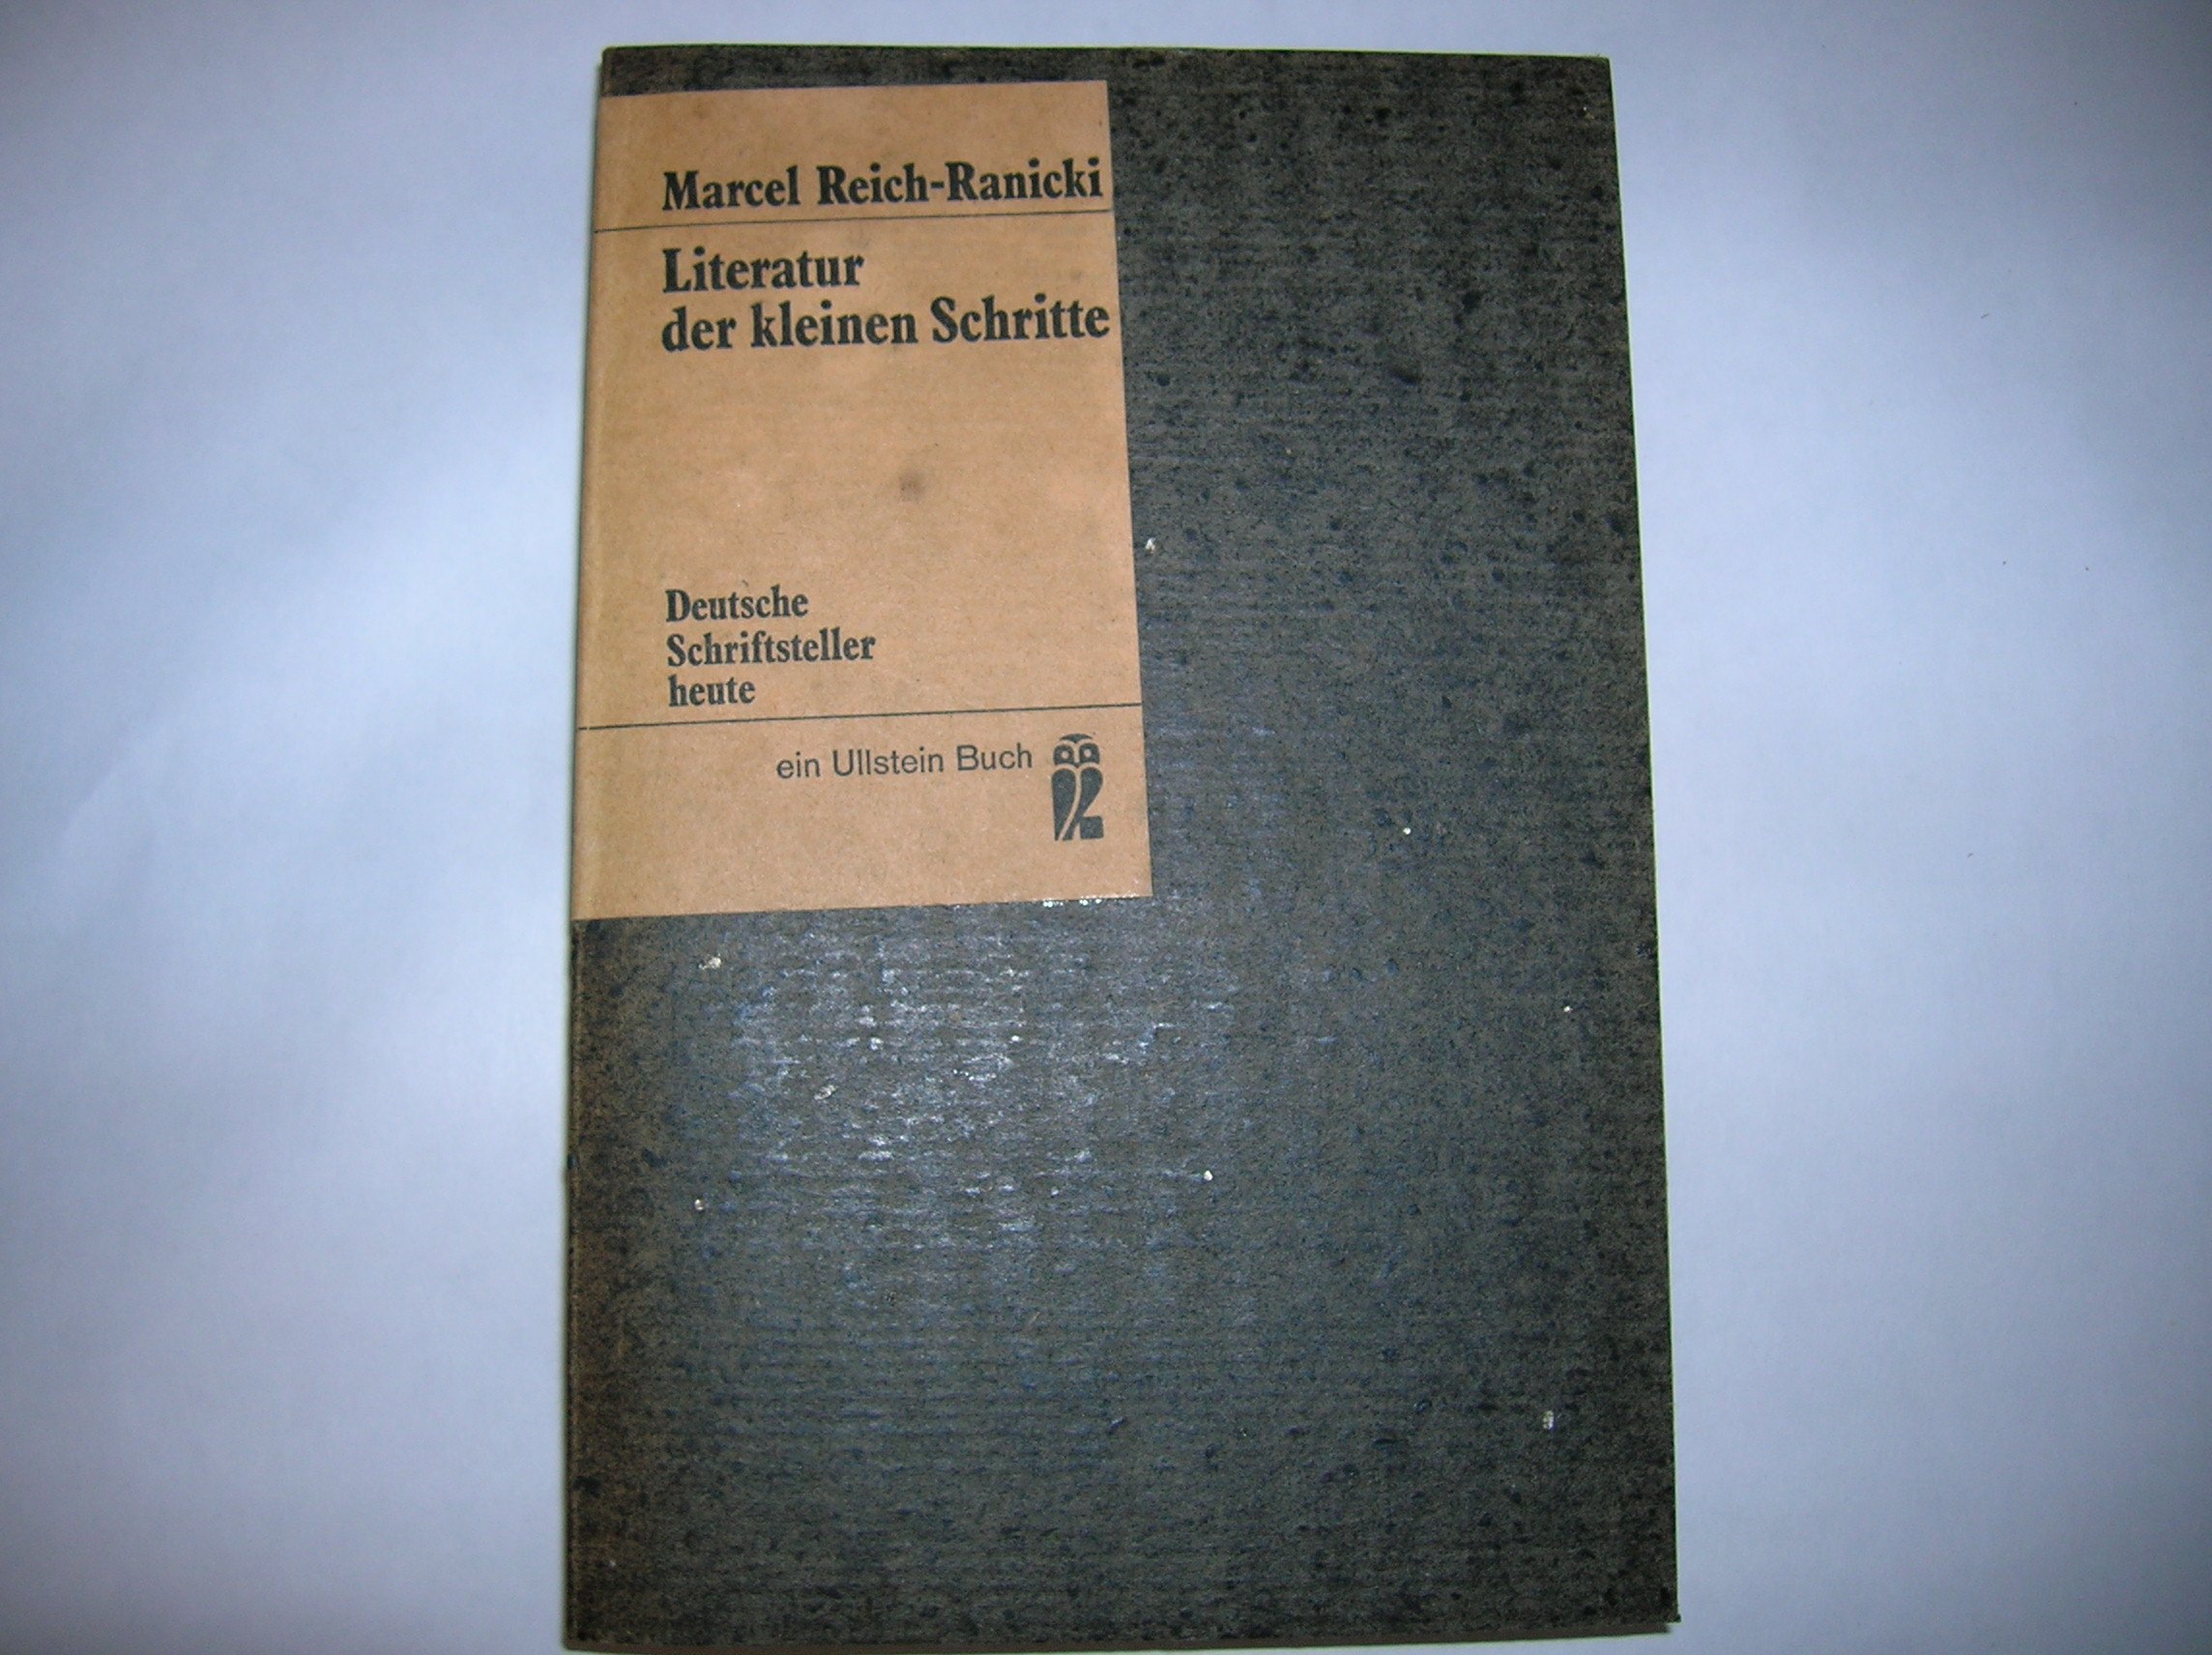 Marcel Reich-Ranicki
Literatur
der kleinen Schritte
Deutsche
Schriftsteller
heute
ein Ullstein Buch